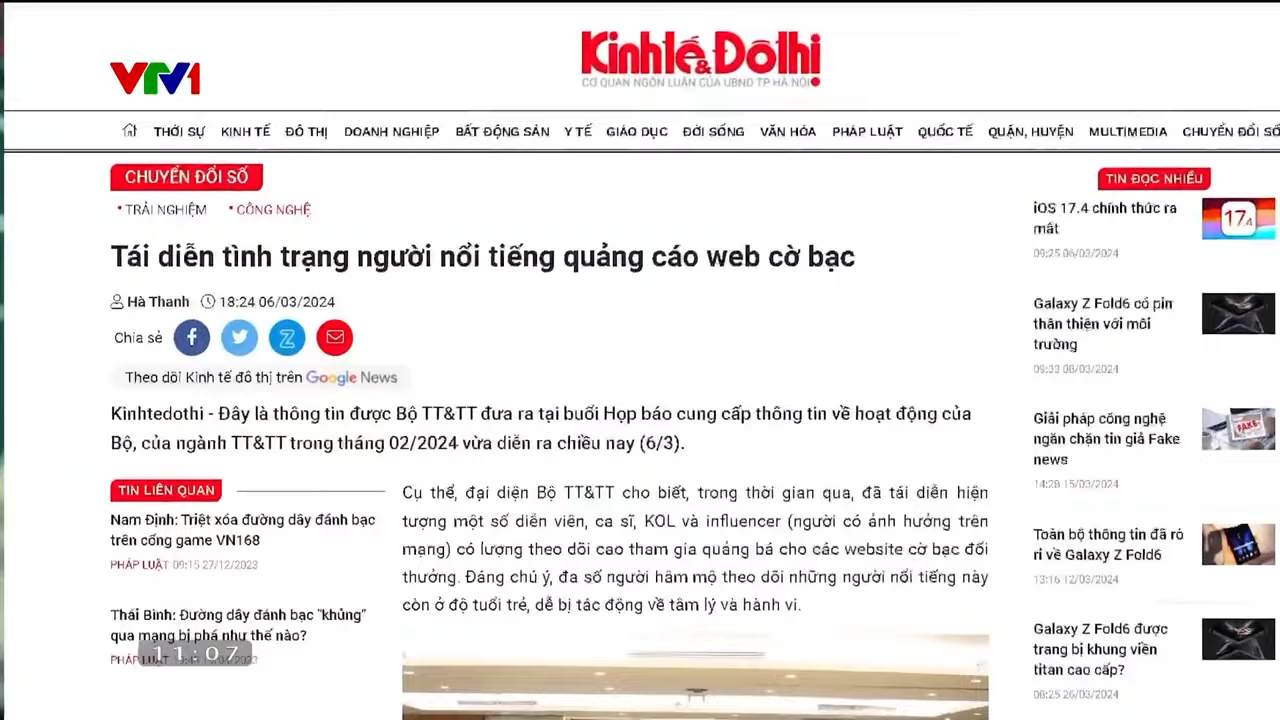 VTV1
Kinhtế&Đôthị
CƠ QUAN NGÔN LUẬN CỦA UBND TP HÀ NỘI
THỜI SỰ KINH TẾ ĐÔ THỊ DOANH NGHIỆP BẤT ĐỘNG SẢN Y TẾ GIÁO DỤC ĐỜI SỐNG VĂN HÓA PHÁP LUẬT QUỐC TẾ QUẬN, HUYỆN MULTIMEDIA CHUYỂN ĐỔI SỐ
CHUYỂN ĐỔI SỐ
• TRẢI NGHIỆM • CÔNG NGHỆ
Tái diễn tình trạng người nổi tiếng quảng cáo web cờ bạc
Hà Thanh 18:24 06/03/2024
Chia sẻ
Theo dõi Kinh tế đô thị trên Google News
Kinhtedothi - Đây là thông tin được Bộ TT&TT đưa ra tại buổi Họp báo cung cấp thông tin về hoạt động của
Bộ, của ngành TT&TT trong tháng 02/2024 vừa diễn ra chiều nay (6/3).
TIN LIÊN QUAN
Nam Định: Triệt xóa đường dây đánh bạc
trên cổng game VN168
PHÁP LUẬT 09:15 27/12/2023
Thái Bình: Đường dây đánh bạc "khủng"
qua mạng bị phá như thế nào?
PHÁP LUẬT
11:07
Cụ thể, đại diện Bộ TT&TT cho biết, trong thời gian qua, đã tái diễn hiện
tượng một số diễn viên, ca sĩ, KOL và influencer (người có ảnh hưởng trên
mạng) có lượng theo dõi cao tham gia quảng bá cho các website cờ bạc đổi
thưởng. Đáng chú ý, đa số người hâm mộ theo dõi những người nổi tiếng này
còn ở độ tuổi trẻ, dễ bị tác động về tâm lý và hành vi.
TIN ĐỌC NHIỀU
iOS 17.4 chính thức ra
mắt
17.4
09:25 06/03/2024
Galaxy Z Fold6 có pin
thân thiện với môi
trường
09:33 08/03/2024
Giải pháp công nghệ
ngăn chặn tin giả Fake
news
FAKE
14:28 15/03/2024
Toàn bộ thông tin đã rò
rỉ về Galaxy Z Fold6
13:16 12/03/2024
Galaxy Z Fold6 được
trang bị khung viền
titan cao cấp?
08:25 26/03/2024